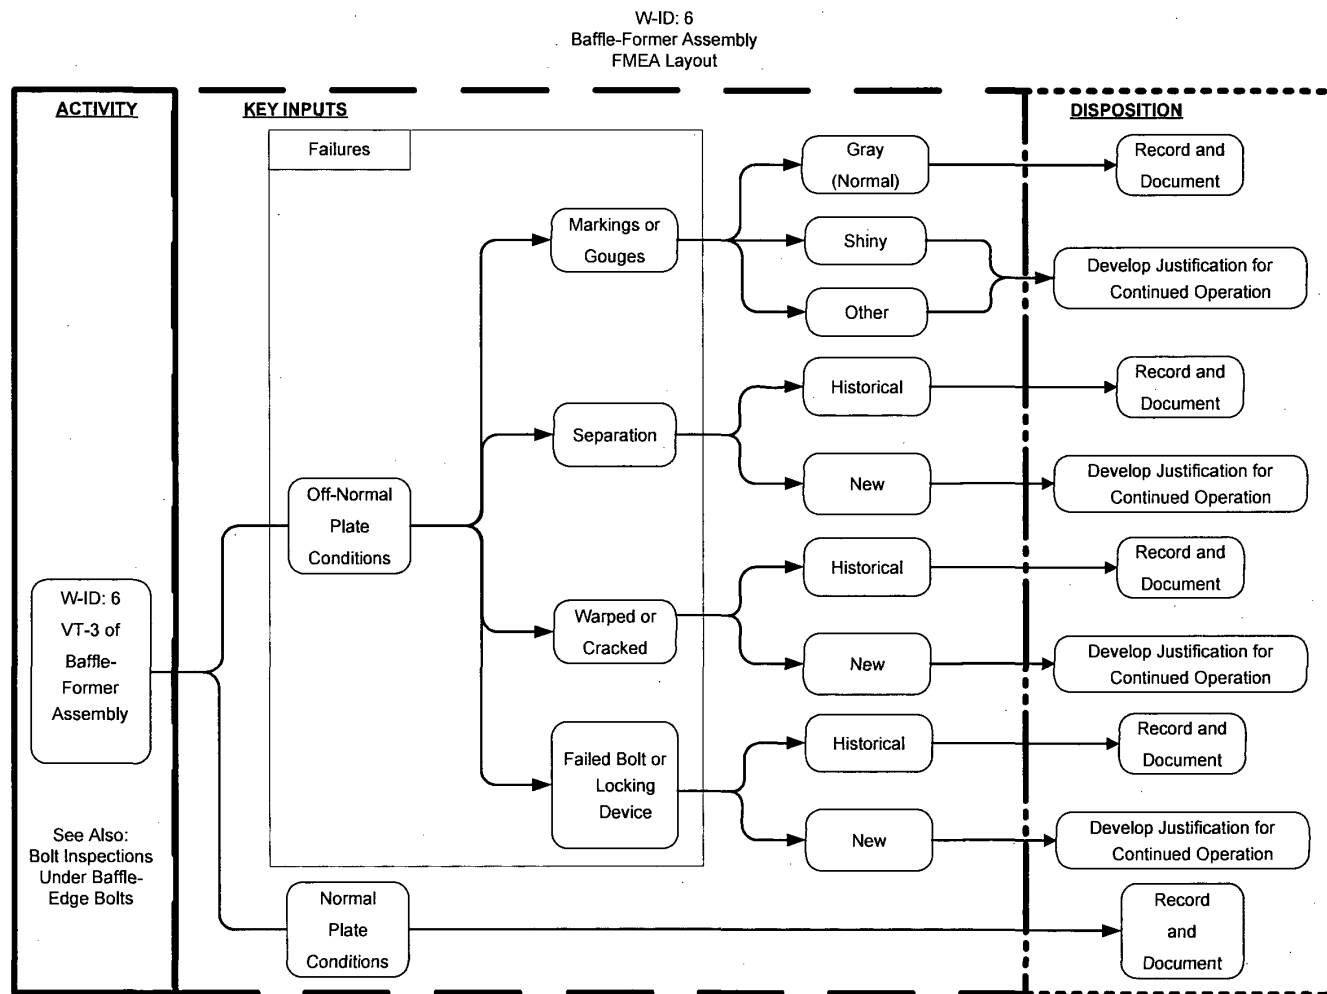 W-ID: 6
Baffle-Former Assembly
FMEA Layout
ACTIVITY
KEY INPUTS
DISPOSITION
Failures
Gray
(Normal)
Record and
Document
Markings or
Gouges
Shiny
Develop Justification for
Continued Operation
Other
Historical
Record and
Document
Separation
New
Develop Justification for
Continued Operation
Off-Normal
Plate
Conditions
Historical
Record and
Document
W-ID: 6
VT-3 of
Baffle-
Former
Assembly
Warped or
Cracked
New
Develop Justification for
Continued Operation
Historical
Record and
Document
Failed Bolt or
Locking
Device
New
Develop Justification for
Continued Operation
See Also:
Bolt Inspections
Under Baffle-
Edge Bolts
Normal
Plate
Conditions
Record
and
Document